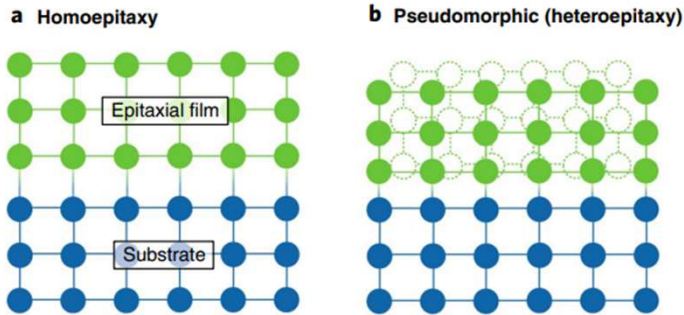 a Homoepitaxy
b Pseudomorphic (heteroepitaxy)
Epitaxial film
Substrate